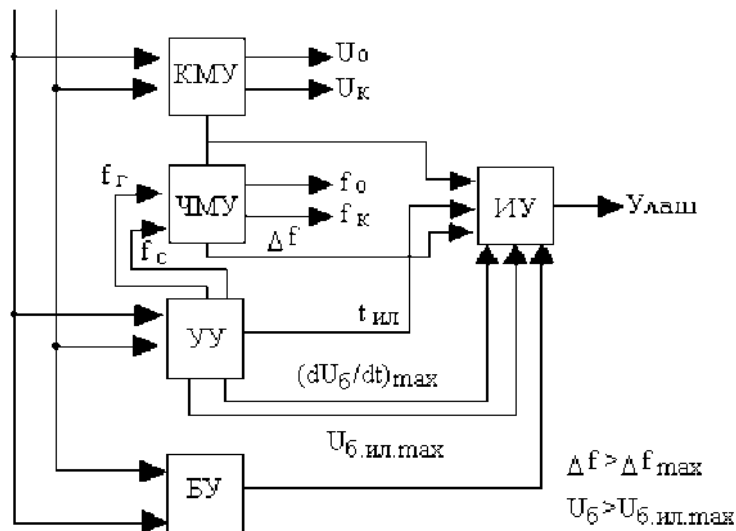 КМУ
U₀
Uк
fг
ЧМУ
f₀
fк
ИУ
Улаш
Δf
fс
УУ
tил
(dUб/dt)max
Uб.ил.max
Δf>Δfmax
БУ
Uб>Uб.ил.max